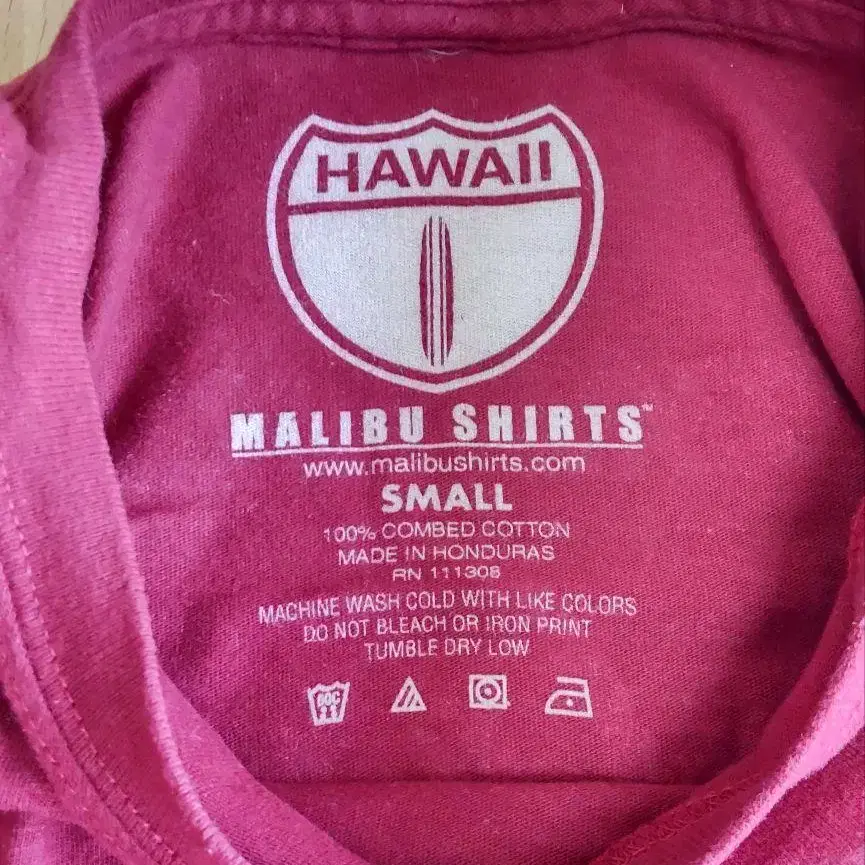 HAWAII
MALIBU SHIRTS™
www.malibushirts.com
SMALL
100% COMBED COTTON
MADE IN HONDURAS
RN 111308
MACHINE WASH COLD WITH LIKE COLORS
DO NOT BLEACH OR IRON PRINT
TUMBLE DRY LOW